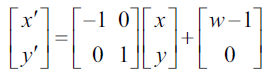 [x′ y′] = [−1 0; 0 1] [x y] + [w−1 0]